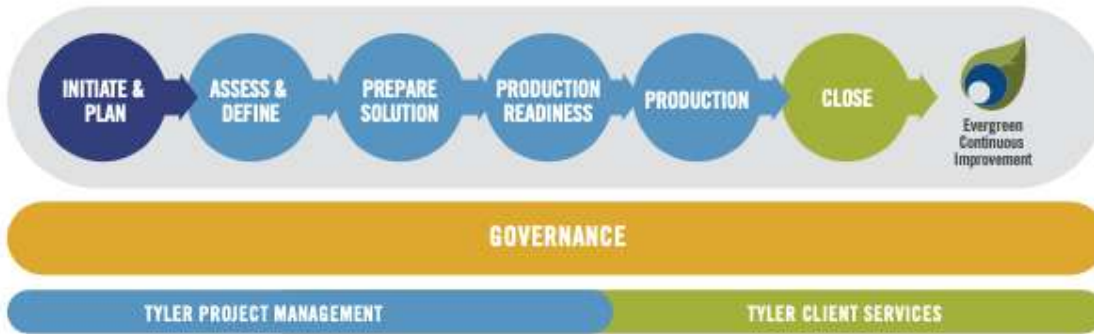 INITIATE &
PLAN
ASSESS &
DEFINE
PREPARE
SOLUTION
PRODUCTION
READINESS
PRODUCTION
CLOSE
Evergreen
Continuous
Improvement
GOVERNANCE
TYLER PROJECT MANAGEMENT
TYLER CLIENT SERVICES